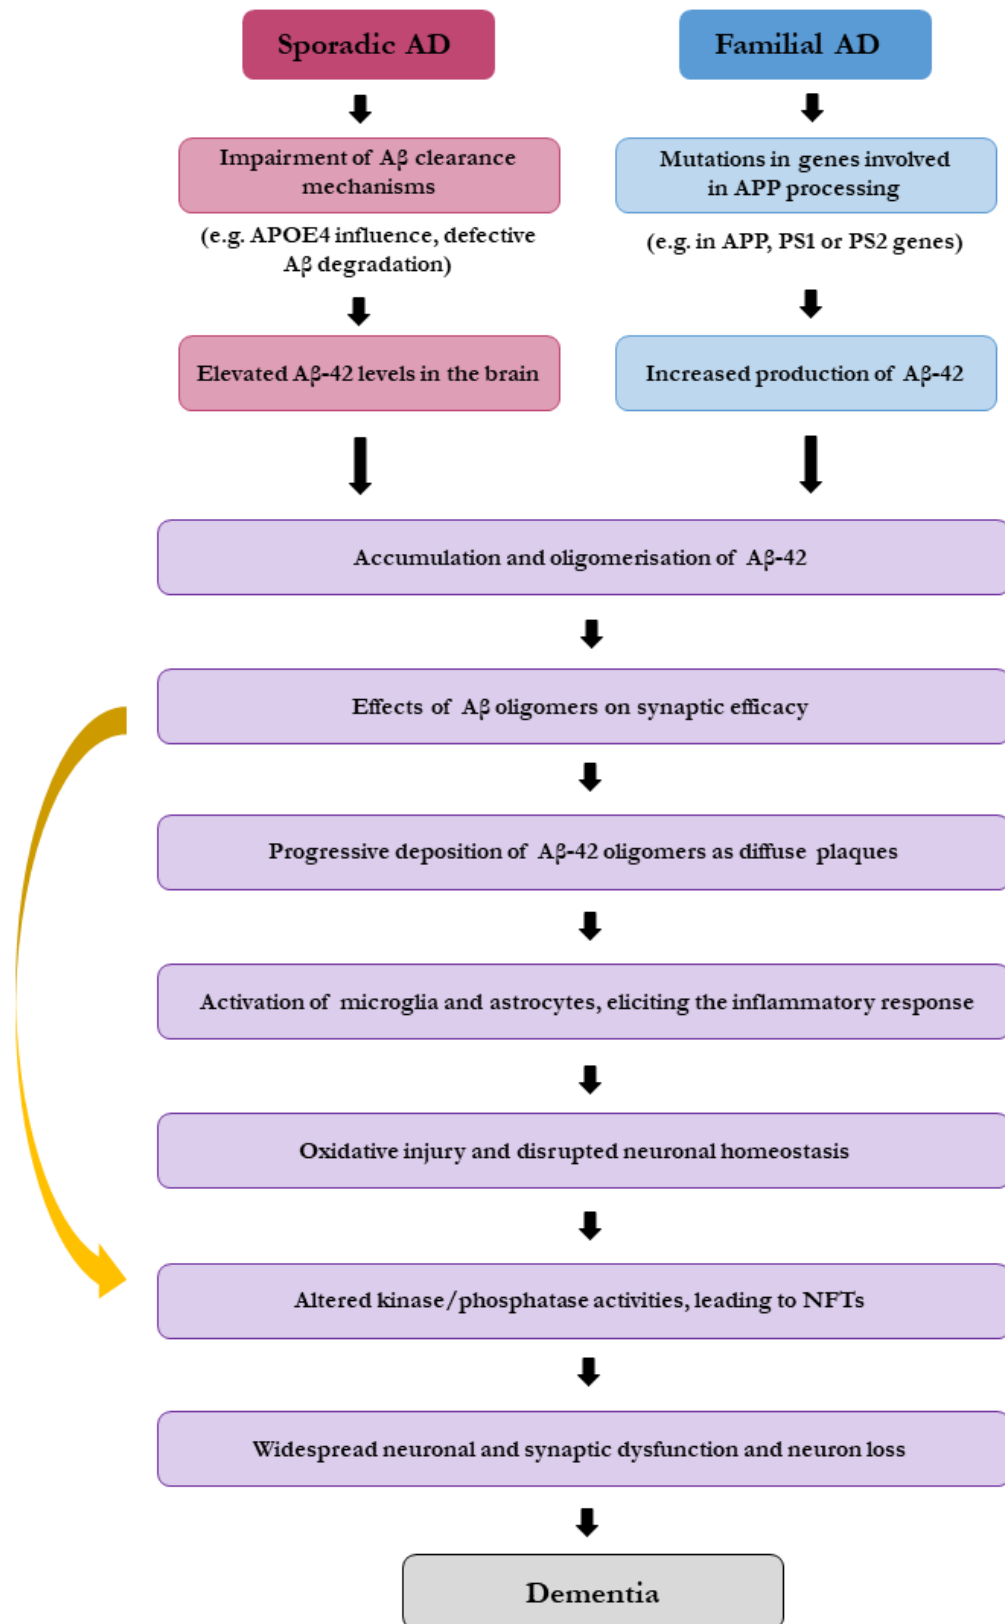 Sporadic AD
Familial AD
Impairment of Aβ clearance
mechanisms
Mutations in genes involved
in APP processing
(e.g. APOE4 influence, defective
Aβ degradation)
(e.g. in APP, PS1 or PS2 genes)
Elevated Aβ-42 levels in the brain
Increased production of Aβ-42
Accumulation and oligomerisation of Aβ-42
Effects of Aβ oligomers on synaptic efficacy
Progressive deposition of Aβ-42 oligomers as diffuse plaques
Activation of microglia and astrocytes, eliciting the inflammatory response
Oxidative injury and disrupted neuronal homeostasis
Altered kinase/phosphatase activities, leading to NFTs
Widespread neuronal and synaptic dysfunction and neuron loss
Dementia